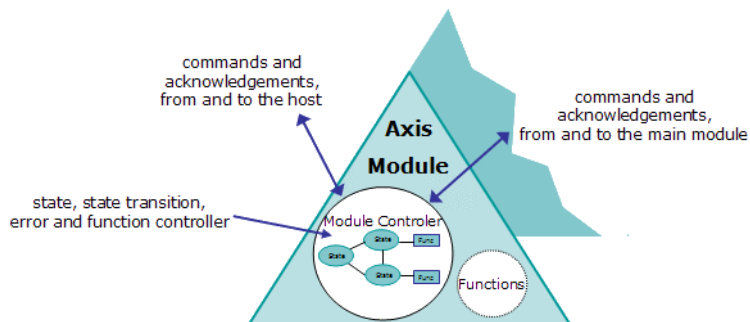 commands and
acknowledgements,
from and to the host
commands and
acknowledgements,
from and to the main module
Axis
Module
state, state transition,
error and function controller
Module Controler
State
Func
State
State
Func
Functions